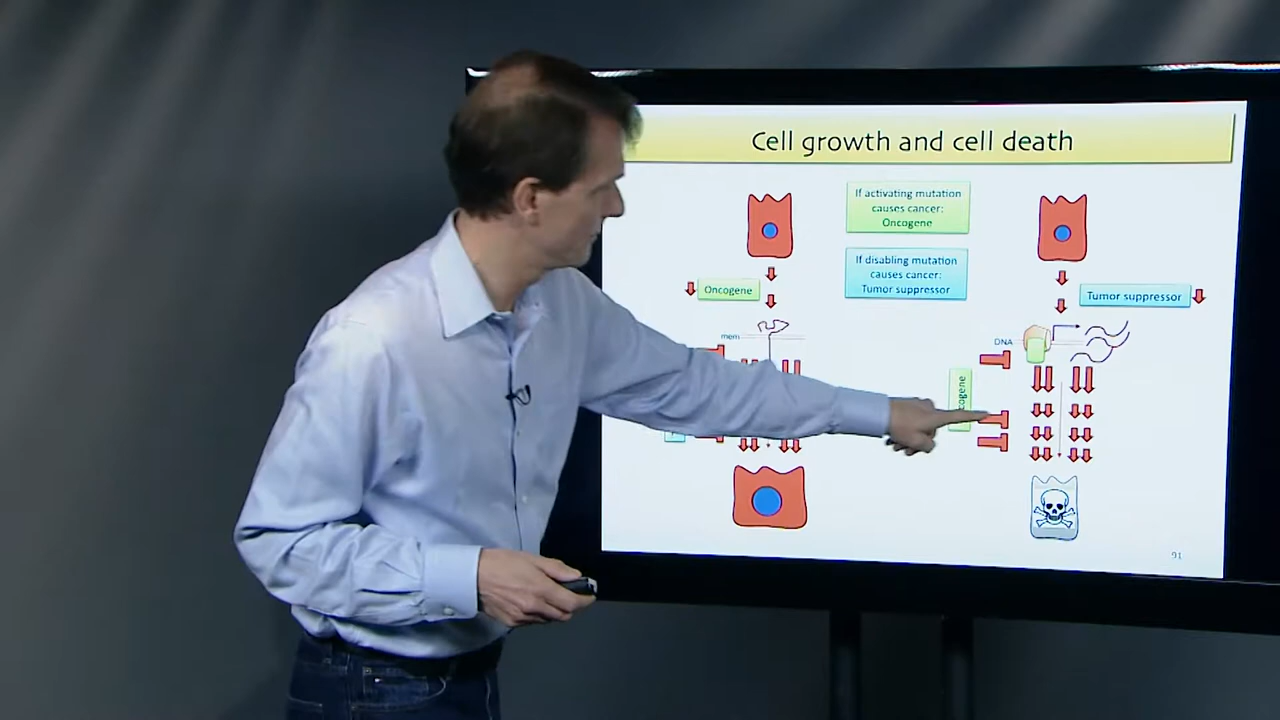 Cell growth and cell death
If activating mutation
causes cancer:
Oncogene
If disabling mutation
causes cancer:
Tumor suppressor
Oncogene
Tumor suppressor
mem
DNA
91